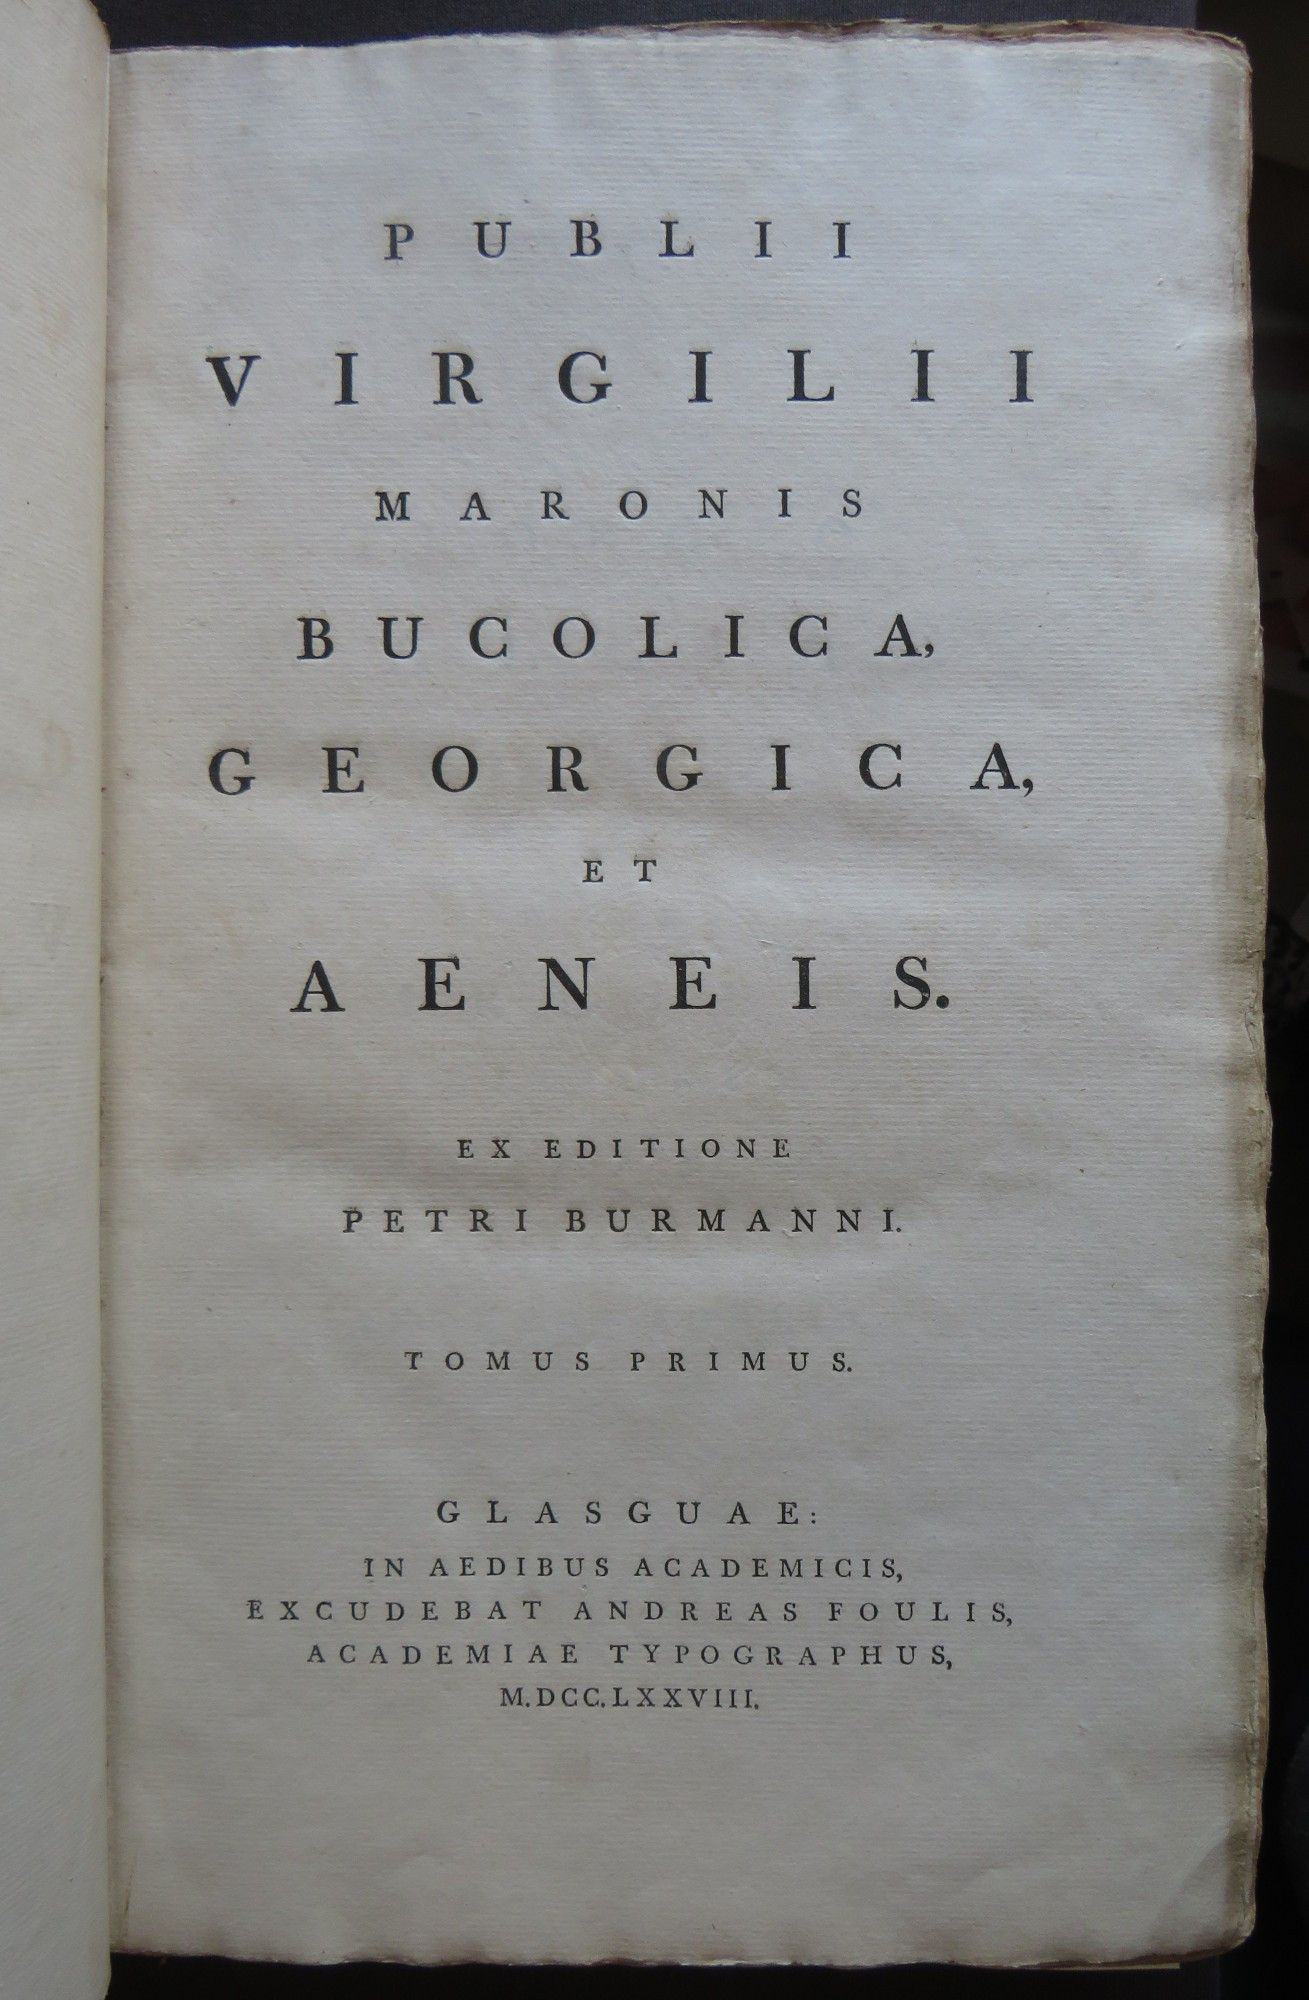 PUBLII
VIRGILII
MARONIS
BUCOLICA,
GEORGICA,
ET
AENEIS.
EX EDITIONE
PETRI BURMANNI.
TOMUS PRIMUS.
GLASGUAE:
IN AEDIBUS ACADEMICIS,
EXCUDEBAT ANDREAS FOULIS,
ACADEMIAE TYPOGRAPHUS,
M.DCC.LXXVIII.